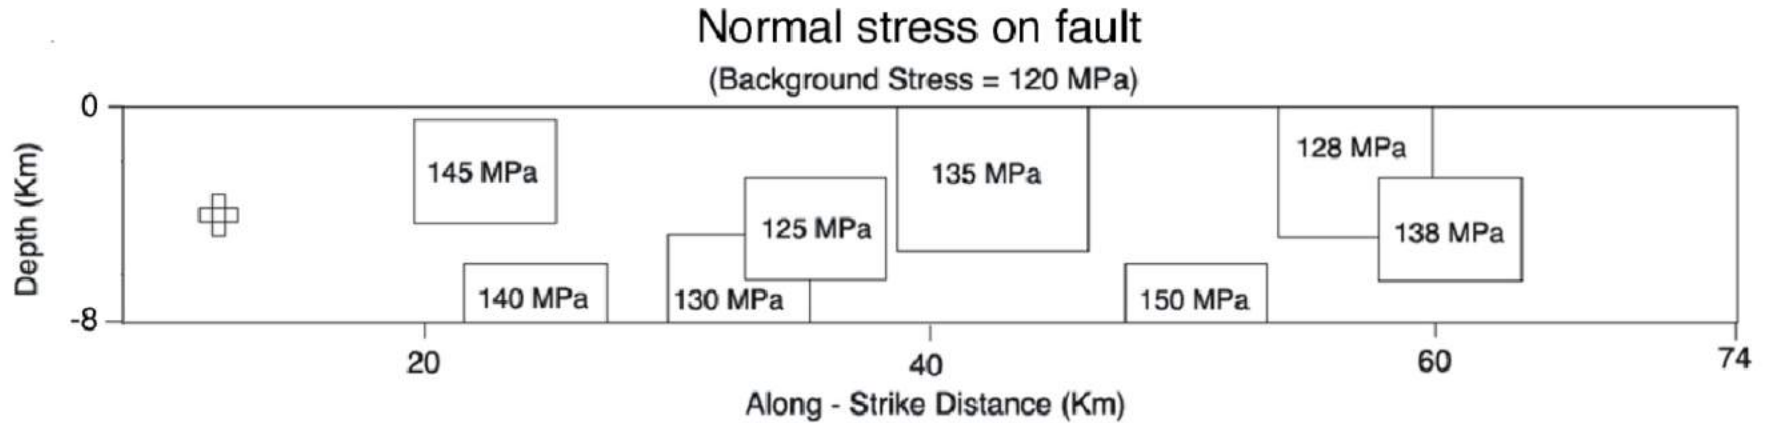 Normal stress on fault
(Background Stress = 120 MPa)
0
Depth (Km)
-8
145 MPa
135 MPa
128 MPa
125 MPa
138 MPa
140 MPa
130 MPa
150 MPa
20
40
60
74
Along - Strike Distance (Km)